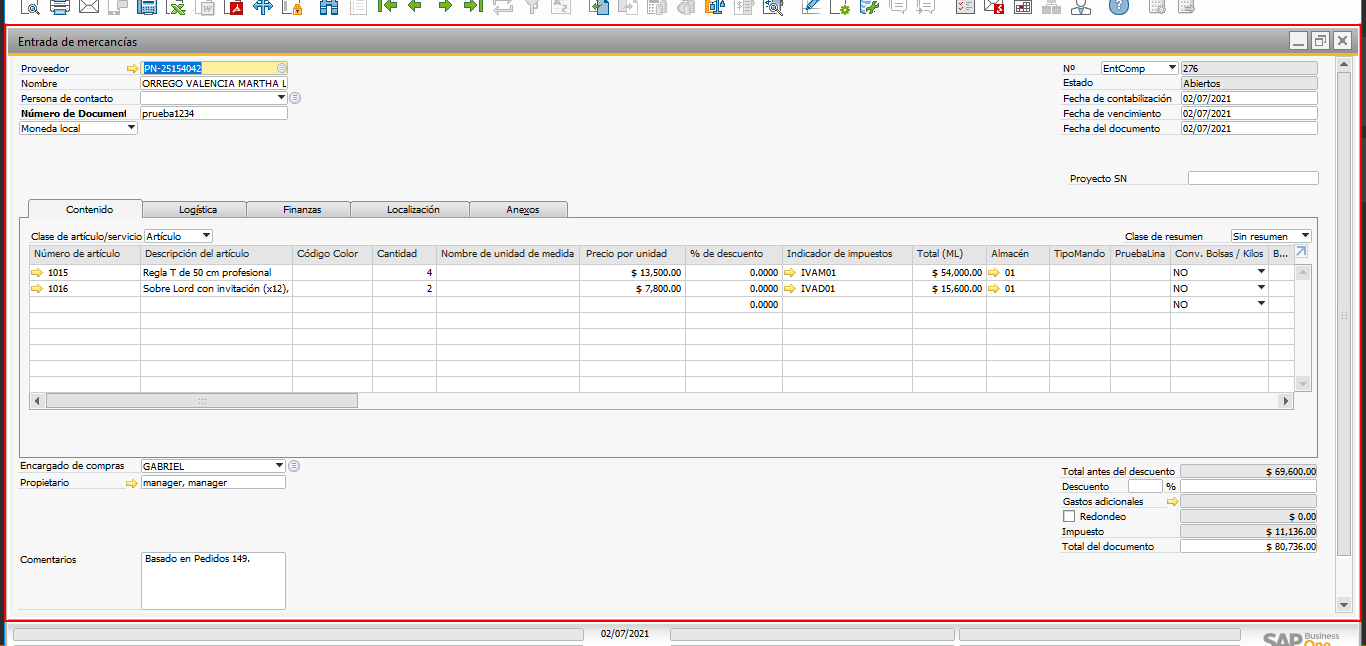 Entrada de mercancías
Proveedor PN-25154042
Nombre ORREGO VALENCIA MARTHA L
Persona de contacto
Número de Document prueba1234
Moneda local
Nº EntComp 276
Estado Abiertos
Fecha de contabilización 02/07/2021
Fecha de vencimiento 02/07/2021
Fecha del documento 02/07/2021
Proyecto SN
Contenido Logística Finanzas Localización Anexos
Clase de artículo/servicio Artículo Clase de resumen Sin resumen
Número de artículo Descripción del artículo Código Color Cantidad Nombre de unidad de medida Precio por unidad % de descuento Indicador de impuestos Total (ML) Almacén TipoMando PruebaLina Conv. Bolsas / Kilos B...
1015 Regla T de 50 cm profesional 4 $ 13,500.00 0.0000 IVAM01 $ 54,000.00 01 NO
1016 Sobre Lord con invitación (x12), 2 $ 7,800.00 0.0000 IVAD01 $ 15,600.00 01 NO
0.0000 NO
Encargado de compras GABRIEL
Propietario manager, manager
Comentarios Basado en Pedidos 149.
Total antes del descuento $ 69,600.00
Descuento %
Gastos adicionales
Redondeo $ 0.00
Impuesto $ 11,136.00
Total del documento $ 80,736.00
02/07/2021
SAP Business One